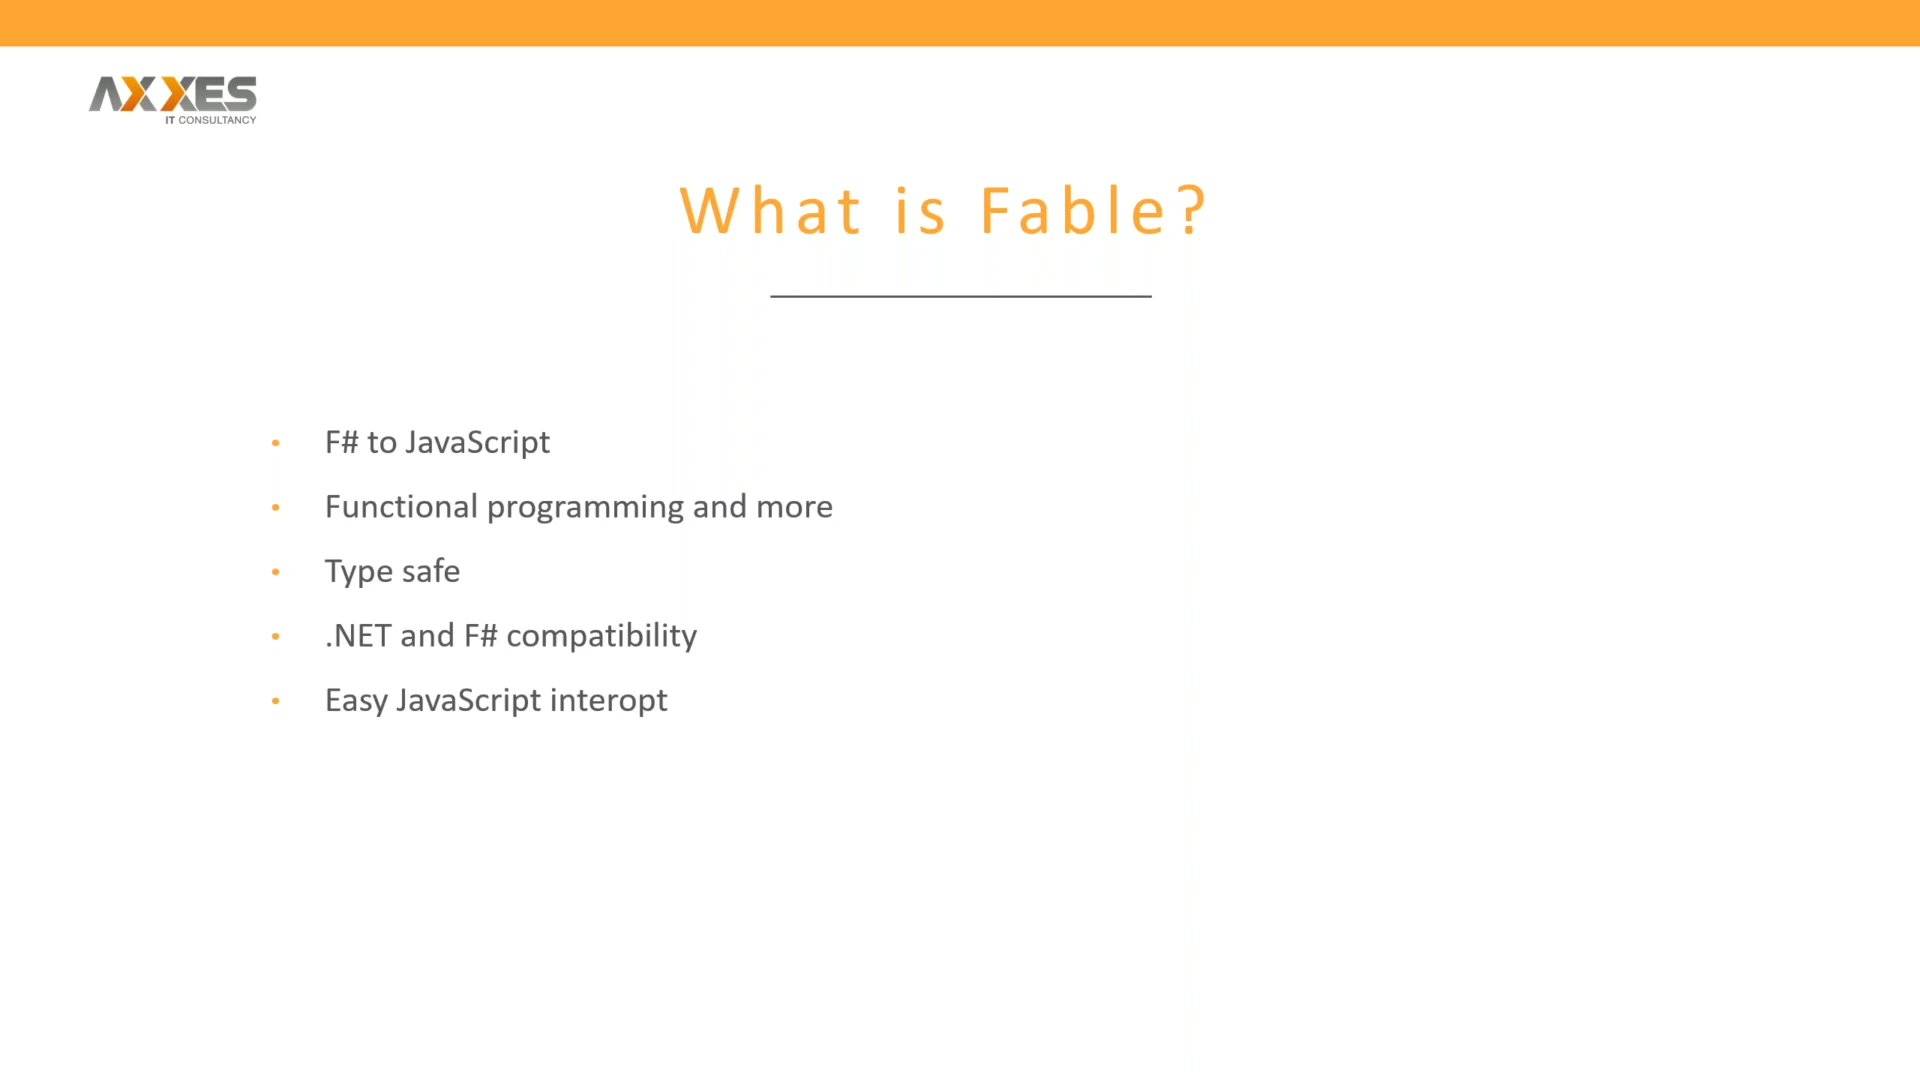 AXXES
IT CONSULTANCY
What is Fable?
• F# to JavaScript
• Functional programming and more
• Type safe
• .NET and F# compatibility
• Easy JavaScript interopt